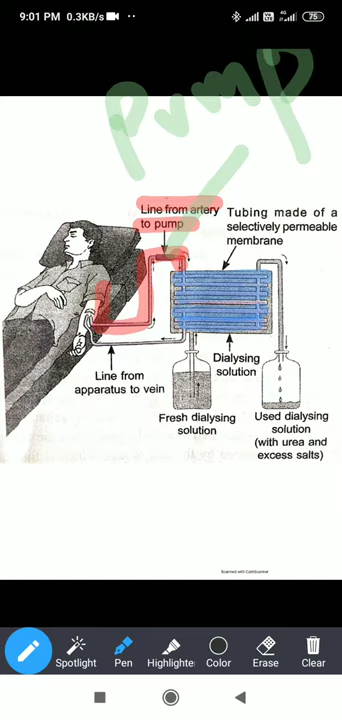 9:01 PM 0.3KB/s
4G
75
Pump
Line from artery
to pump
Tubing made of a
selectively permeable
membrane
Line from
apparatus to vein
Dialysing
solution
Fresh dialysing
solution
Used dialysing
solution
(with urea and
excess salts)
Scanned with CamScanner
Spotlight
Pen
Highlighte
Color
Erase
Clear